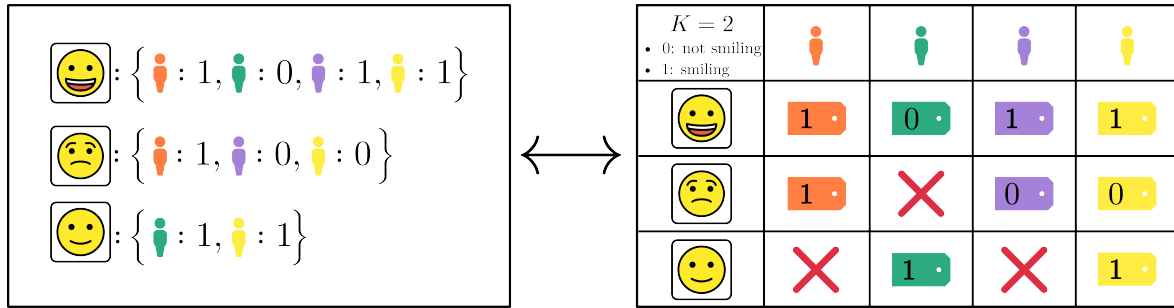 : { : 1, : 0, : 1, : 1}
: { : 1, : 0, : 0}
: { : 1, : 1}
K = 2
• 0: not smiling
• 1: smiling
1 0 1 1
1 0 0
1 1